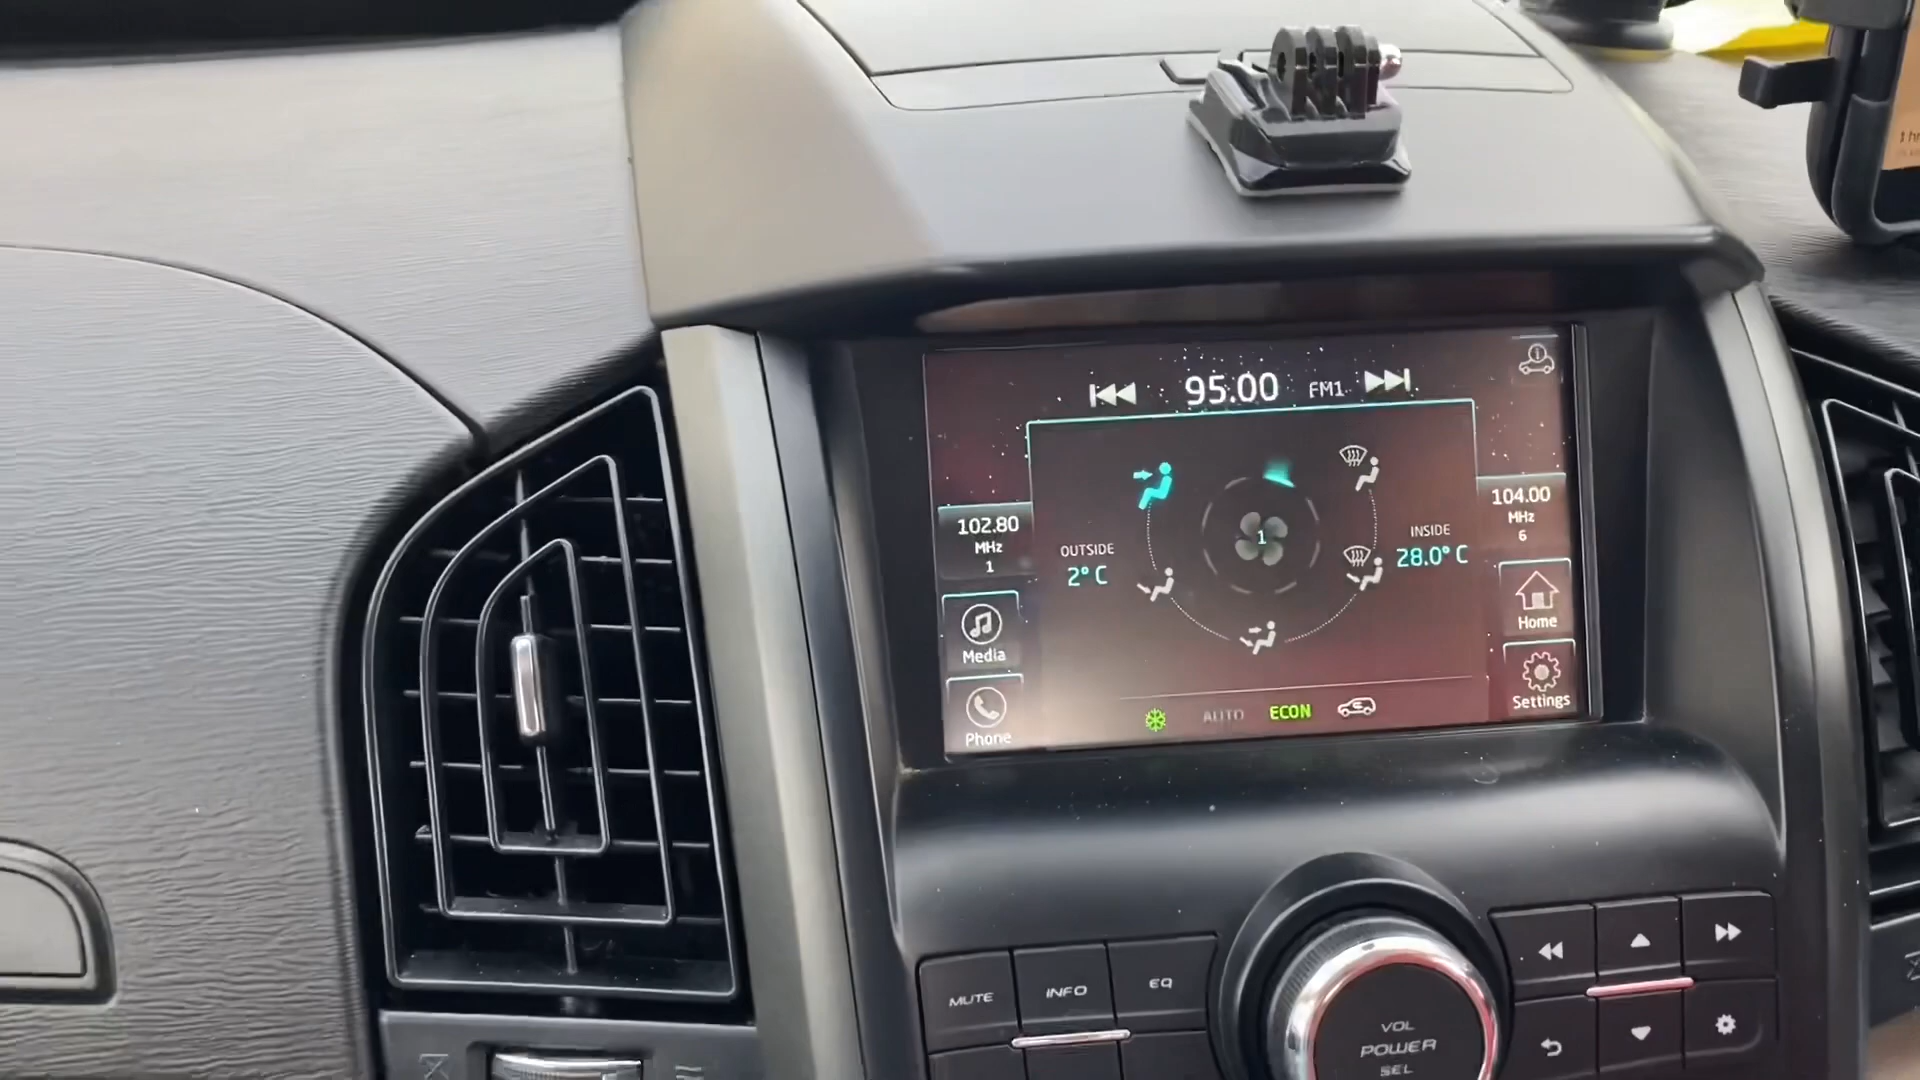 95.00 FM1
102.80
MHz
1
104.00
MHz
6
OUTSIDE
2° C
1
INSIDE
28.0° C
Media
Phone
Home
Settings
AUTO ECON
MUTE INFO EQ
VOL
POWER
SEL